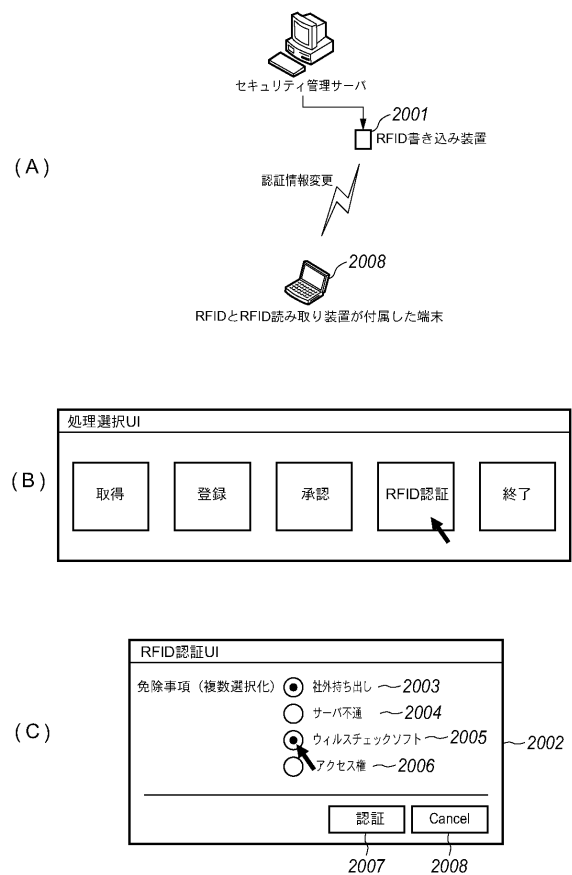 セキュリティ管理サーバ
2001
RFID書き込み装置
(A)
認証情報変更
2008
RFIDとRFID読み取り装置が付属した端末
処理選択UI
(B)
取得 登録 承認 RFID認証 終了
RFID認証UI
免除事項(複数選択化) 社外持ち出し 2003
サーバ不通 2004
(C)
ウィルスチェックソフト 2005
2002
アクセス権 2006
認証 Cancel
2007 2008